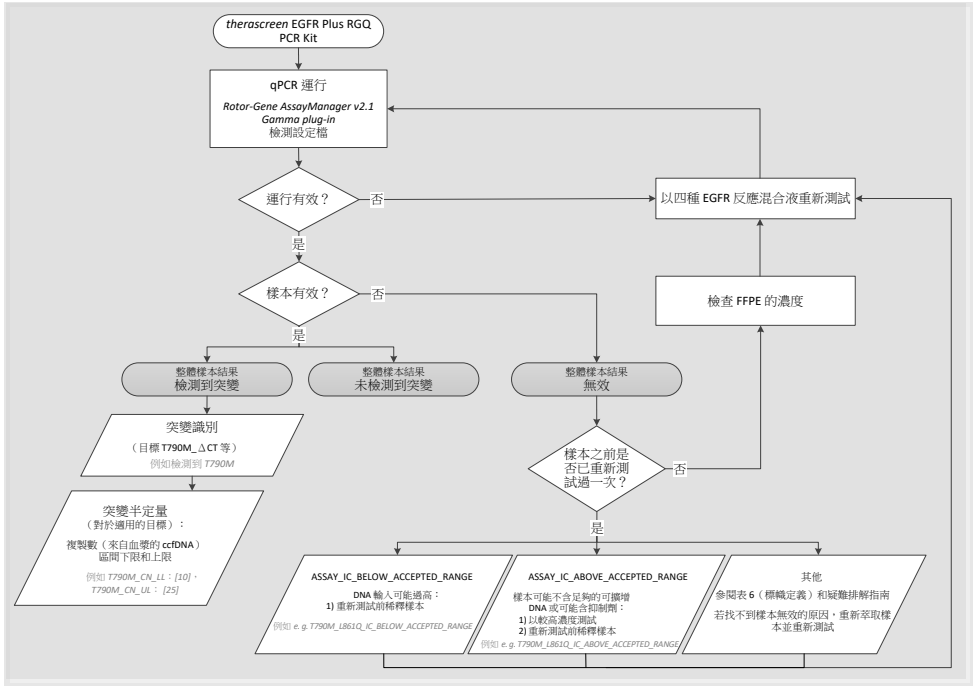 therascreen EGFR Plus RGQ
PCR Kit
qPCR 運行
Rotor-Gene AssayManager v2.1
Gamma plug-in
檢測設定檔
運行有效？
否
以四種 EGFR 反應混合液重新測試
是
樣本有效？
否
檢查 FFPE 的濃度
是
整體樣本結果
檢測到突變
整體樣本結果
未檢測到突變
整體樣本結果
無效
突變識別
（目標 T790M_ΔCT 等）
例如檢測到 T790M
樣本之前是
否已重新測
試過一次？
否
突變半定量
（對於適用的目標）：
複製數（來自血漿的 ccfDNA）
區間下限和上限
例如 T790M_CN_LL：[10]，
T790M_CN_UL： [25]
是
ASSAY_IC_BELOW_ACCEPTED_RANGE
DNA 輸入可能過高：
1) 重新測試前稀釋樣本
例如 e. g. T790M_L861Q_IC_BELOW_ACCEPTED_RANGE
ASSAY_IC_ABOVE_ACCEPTED_RANGE
樣本可能不含足夠的可擴增
DNA 或可能含抑制劑：
1) 以較高濃度測試
2) 重新測試前稀釋樣本
例如 e. g. T790M_L861Q_IC_ABOVE_ACCEPTED_RANGE
其他
參閱表 6（標幟定義）和疑難排解指南
若找不到樣本無效的原因，重新萃取樣
本並重新測試